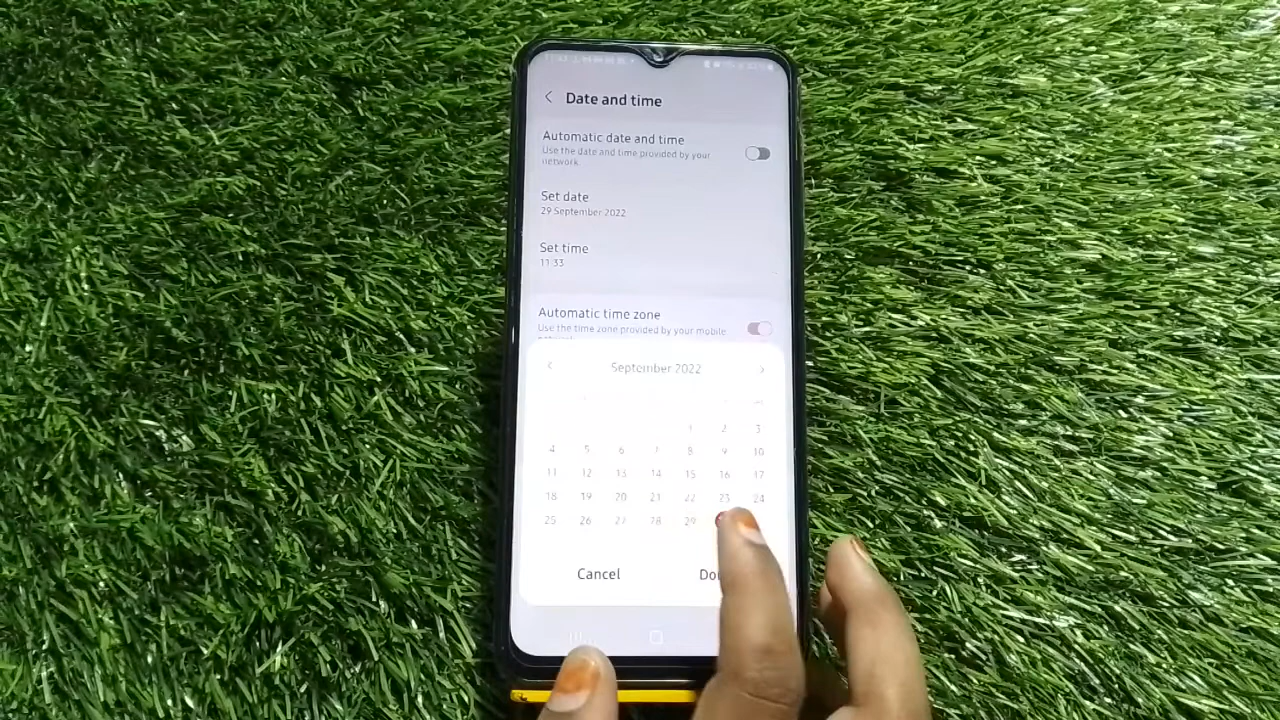 Date and time
Automatic date and time
Use the date and time provided by your
network.
Set date
29 September 2022
Set time
11:33
Automatic time zone
Use the time zone provided by your mobile
September 2022
1 2 3
4 5 6 7 8 9 10
11 12 13 14 15 16 17
18 19 20 21 22 23 24
25 26 27 28 29
Cancel